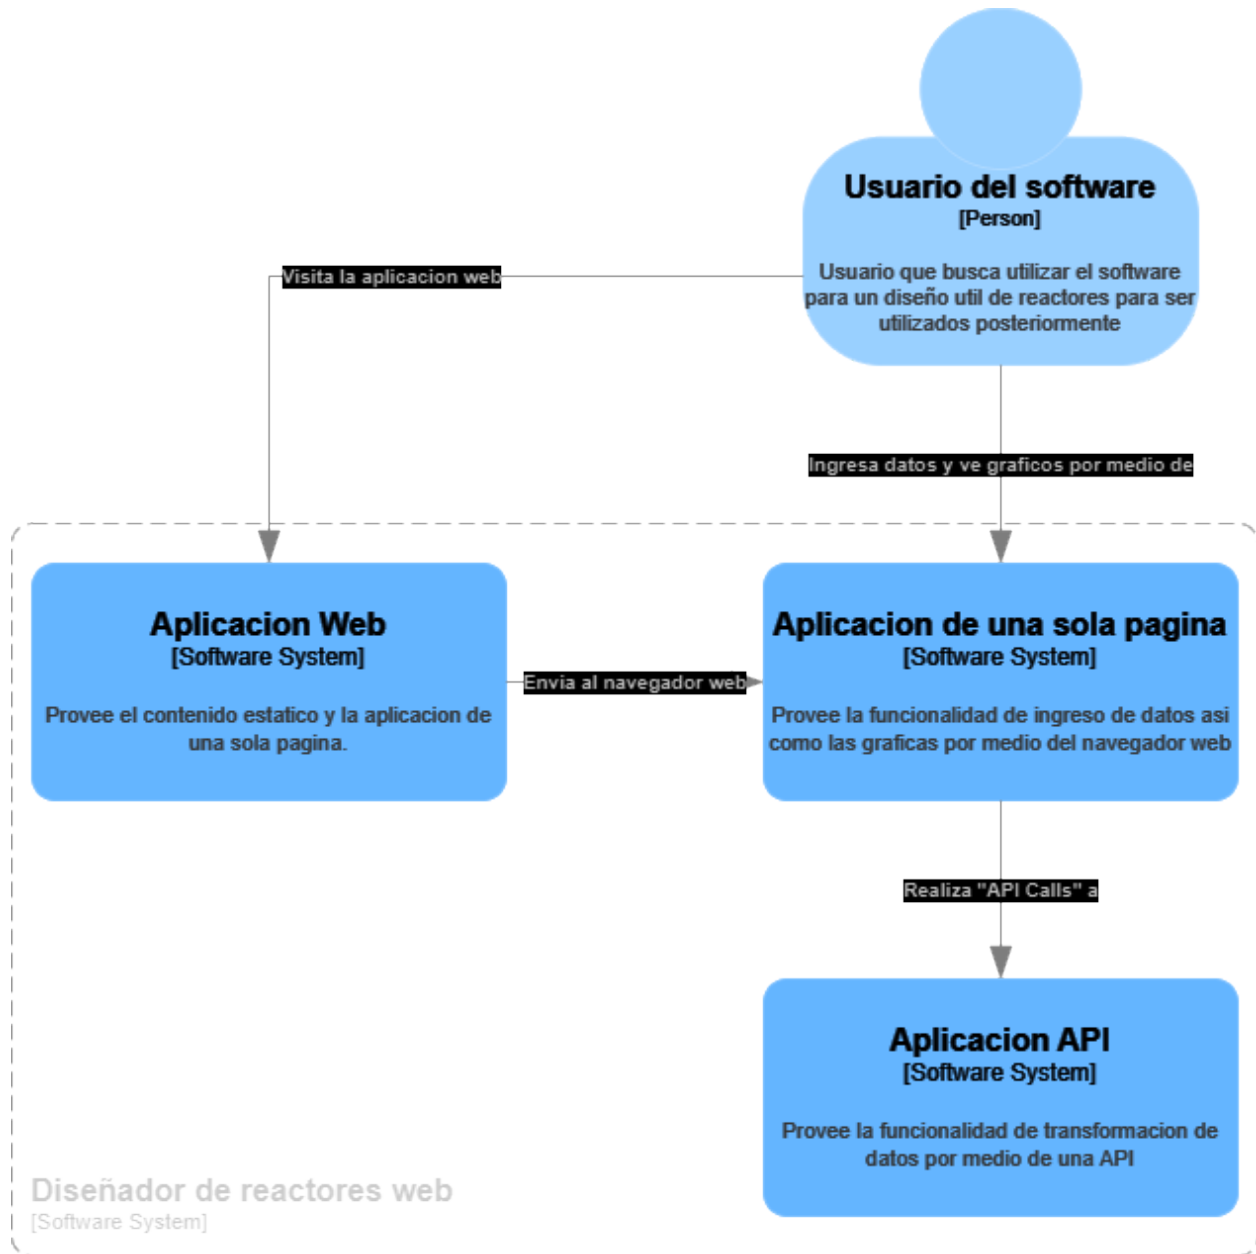 Usuario del software
[Person]
Usuario que busca utilizar el software
para un diseño util de reactores para ser
utilizados posteriormente
Visita la aplicacion web
Ingresa datos y ve graficos por medio de
Aplicacion Web
[Software System]
Provee el contenido estatico y la aplicacion de
una sola pagina.
Envia al navegador web
Aplicacion de una sola pagina
[Software System]
Provee la funcionalidad de ingreso de datos asi
como las graficas por medio del navegador web
Realiza "API Calls" a
Aplicacion API
[Software System]
Provee la funcionalidad de transformacion de
datos por medio de una API
Diseñador de reactores web
[Software System]